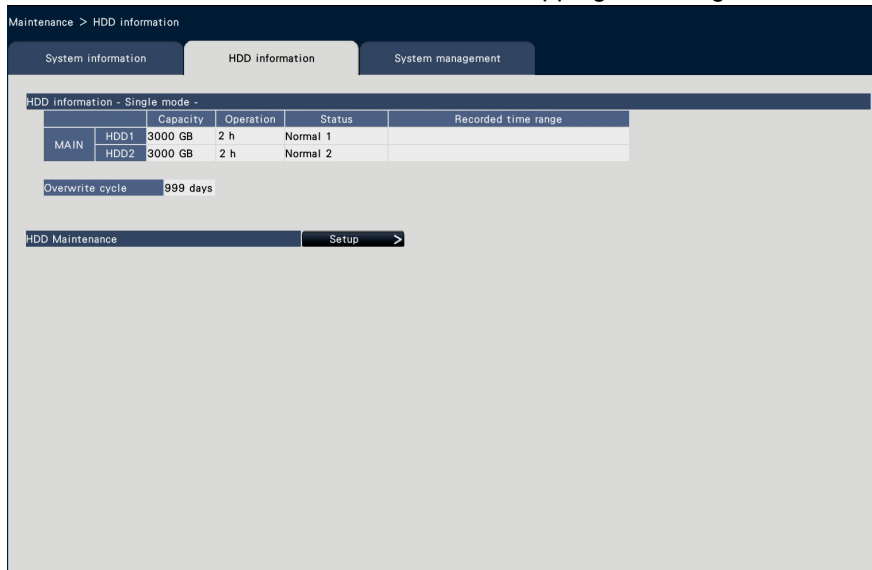 Maintenance > HDD information
System information HDD information System management
HDD information - Single mode -
Capacity Operation Status Recorded time range
MAIN HDD1 3000 GB 2 h Normal 1
HDD2 3000 GB 2 h Normal 2
Overwrite cycle 999 days
HDD Maintenance Setup >